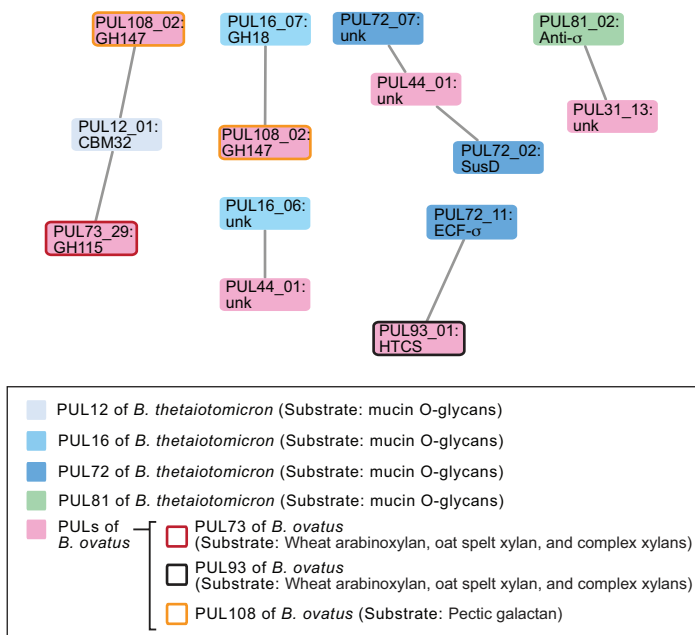 PUL108_02:
GH147
PUL12_01:
CBM32
PUL73_29:
GH115
PUL16_07:
GH18
PUL108_02:
GH147
PUL16_06:
unk
PUL44_01:
unk
PUL72_07:
unk
PUL44_01:
unk
PUL72_02:
SusD
PUL72_11:
ECF-σ
PUL93_01:
HTCS
PUL81_02:
Anti-σ
PUL31_13:
unk
PUL12 of B. thetaiotomicron (Substrate: mucin O-glycans)
PUL16 of B. thetaiotomicron (Substrate: mucin O-glycans)
PUL72 of B. thetaiotomicron (Substrate: mucin O-glycans)
PUL81 of B. thetaiotomicron (Substrate: mucin O-glycans)
PULs of
B. ovatus
PUL73 of B. ovatus
(Substrate: Wheat arabinoxylan, oat spelt xylan, and complex xylans)
PUL93 of B. ovatus
(Substrate: Wheat arabinoxylan, oat spelt xylan, and complex xylans)
PUL108 of B. ovatus (Substrate: Pectic galactan)